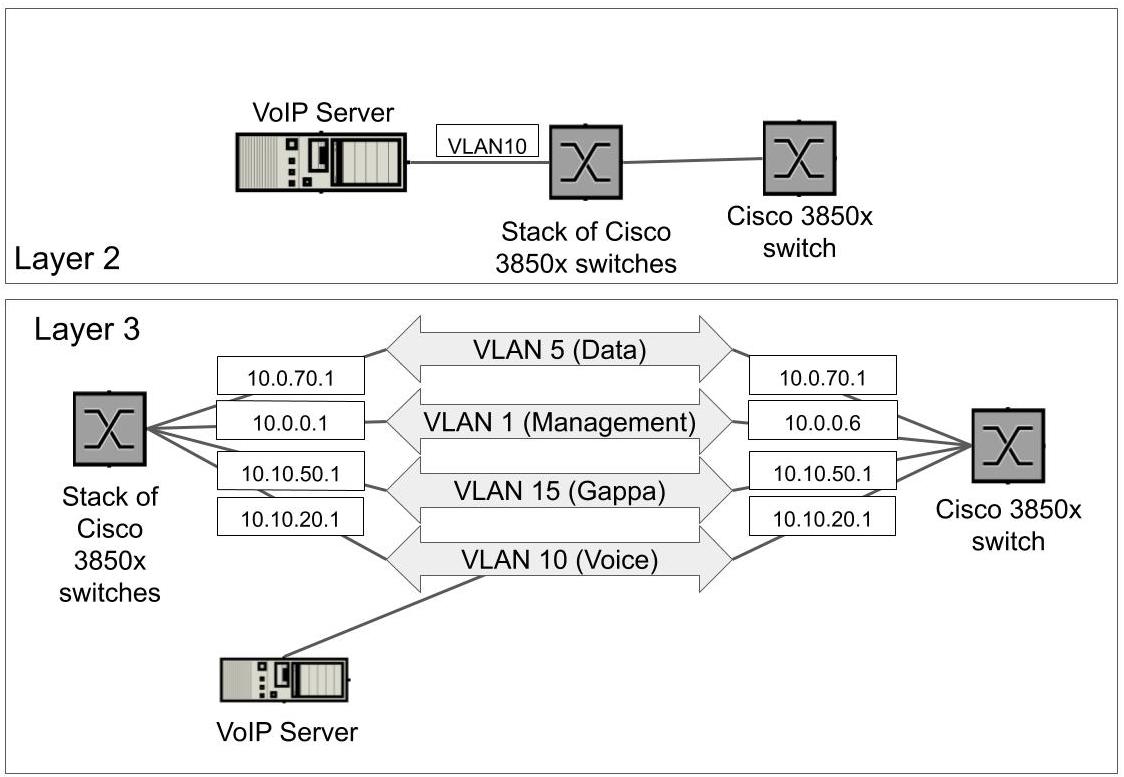 VoIP Server
VLAN10
Stack of Cisco
3850x switches
Cisco 3850x
switch
Layer 2
Layer 3
VLAN 5 (Data)
10.0.70.1
10.0.70.1
10.0.0.1
VLAN 1 (Management)
10.0.0.6
10.10.50.1
VLAN 15 (Gappa)
10.10.50.1
10.10.20.1
10.10.20.1
VLAN 10 (Voice)
Stack of
Cisco
3850x
switches
Cisco 3850x
switch
VoIP Server